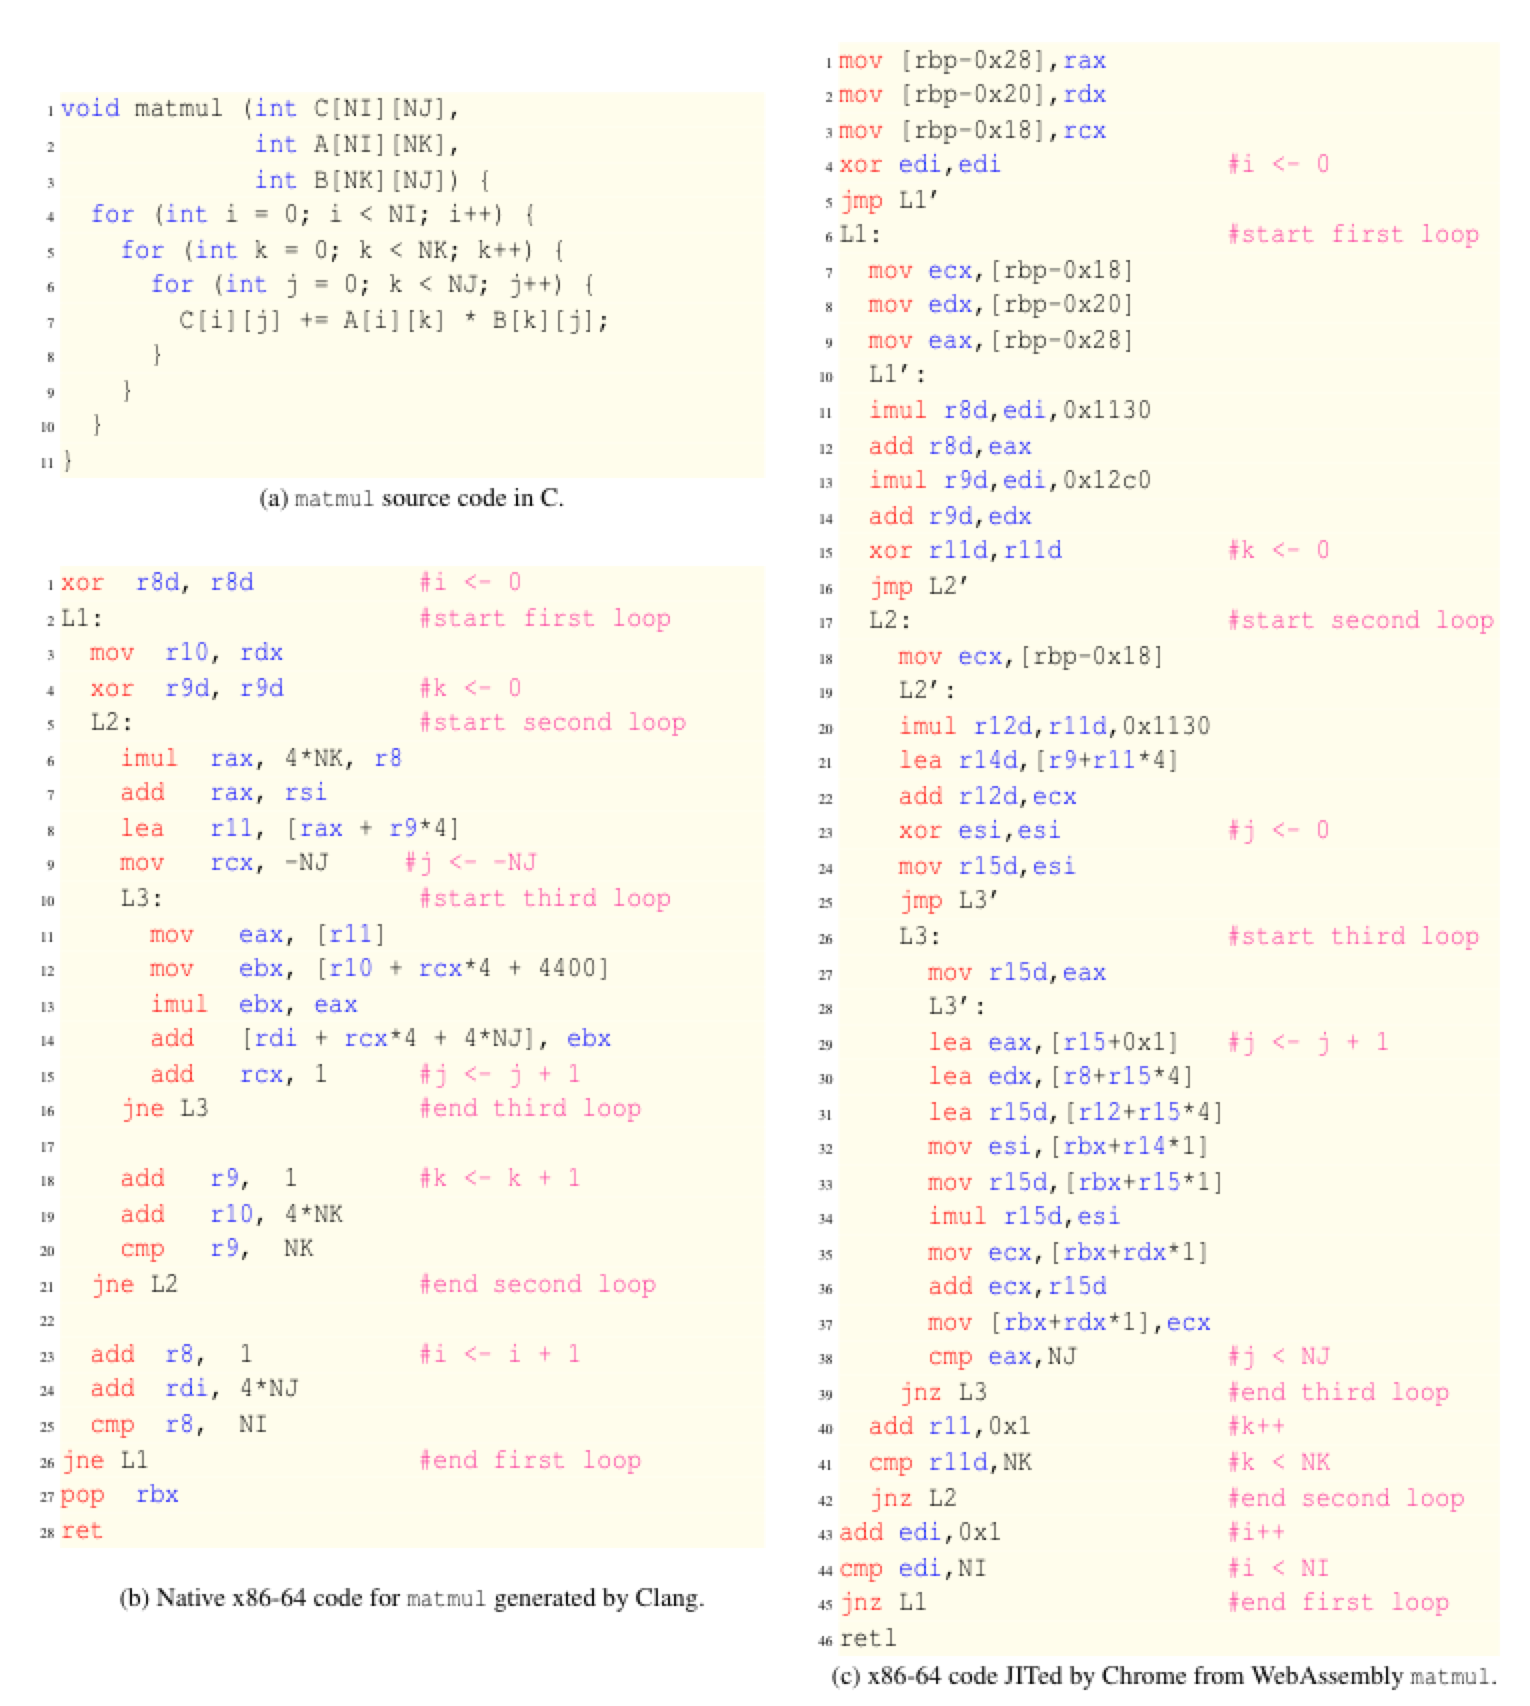 1 void matmul (int C[NI][NJ],
2 int A[NI][NK],
3 int B[NK][NJ]) {
4 for (int i = 0; i < NI; i++) {
5 for (int k = 0; k < NK; k++) {
6 for (int j = 0; k < NJ; j++) {
7 C[i][j] += A[i][k] * B[k][j];
8 }
9 }
10 }
11 }
(a) matmul source code in C.
1 xor r8d, r8d #i <- 0
2 L1: #start first loop
3 mov r10, rdx
4 xor r9d, r9d #k <- 0
5 L2: #start second loop
6 imul rax, 4*NK, r8
7 add rax, rsi
8 lea r11, [rax + r9*4]
9 mov rcx, -NJ #j <- -NJ
10 L3: #start third loop
11 mov eax, [r11]
12 mov ebx, [r10 + rcx*4 + 4400]
13 imul ebx, eax
14 add [rdi + rcx*4 + 4*NJ], ebx
15 add rcx, 1 #j <- j + 1
16 jne L3 #end third loop
17
18 add r9, 1 #k <- k + 1
19 add r10, 4*NK
20 cmp r9, NK
21 jne L2 #end second loop
22
23 add r8, 1 #i <- i + 1
24 add rdi, 4*NJ
25 cmp r8, NI
26 jne L1 #end first loop
27 pop rbx
28 ret
(b) Native x86-64 code for matmul generated by Clang.
1 mov [rbp-0x28],rax
2 mov [rbp-0x20],rdx
3 mov [rbp-0x18],rcx
4 xor edi,edi #i <- 0
5 jmp L1′
6 L1: #start first loop
7 mov ecx,[rbp-0x18]
8 mov edx,[rbp-0x20]
9 mov eax,[rbp-0x28]
10 L1′:
11 imul r8d,edi,0x1130
12 add r8d,eax
13 imul r9d,edi,0x12c0
14 add r9d,edx
15 xor r11d,r11d #k <- 0
16 jmp L2′
17 L2: #start second loop
18 mov ecx,[rbp-0x18]
19 L2′:
20 imul r12d,r11d,0x1130
21 lea r14d,[r9+r11*4]
22 add r12d,ecx
23 xor esi,esi #j <- 0
24 mov r15d,esi
25 jmp L3′
26 L3: #start third loop
27 mov r15d,eax
28 L3′:
29 lea eax,[r15+0x1] #j <- j + 1
30 lea edx,[r8+r15*4]
31 lea r15d,[r12+r15*4]
32 mov esi,[rbx+r14*1]
33 mov r15d,[rbx+r15*1]
34 imul r15d,esi
35 mov ecx,[rbx+rdx*1]
36 add ecx,r15d
37 mov [rbx+rdx*1],ecx
38 cmp eax,NJ #j < NJ
39 jnz L3 #end third loop
40 add r11,0x1 #k++
41 cmp r11d,NK #k < NK
42 jnz L2 #end second loop
43 add edi,0x1 #i++
44 cmp edi,NI #i < NI
45 jnz L1 #end first loop
46 retl
(c) x86-64 code JITed by Chrome from WebAssembly matmul.